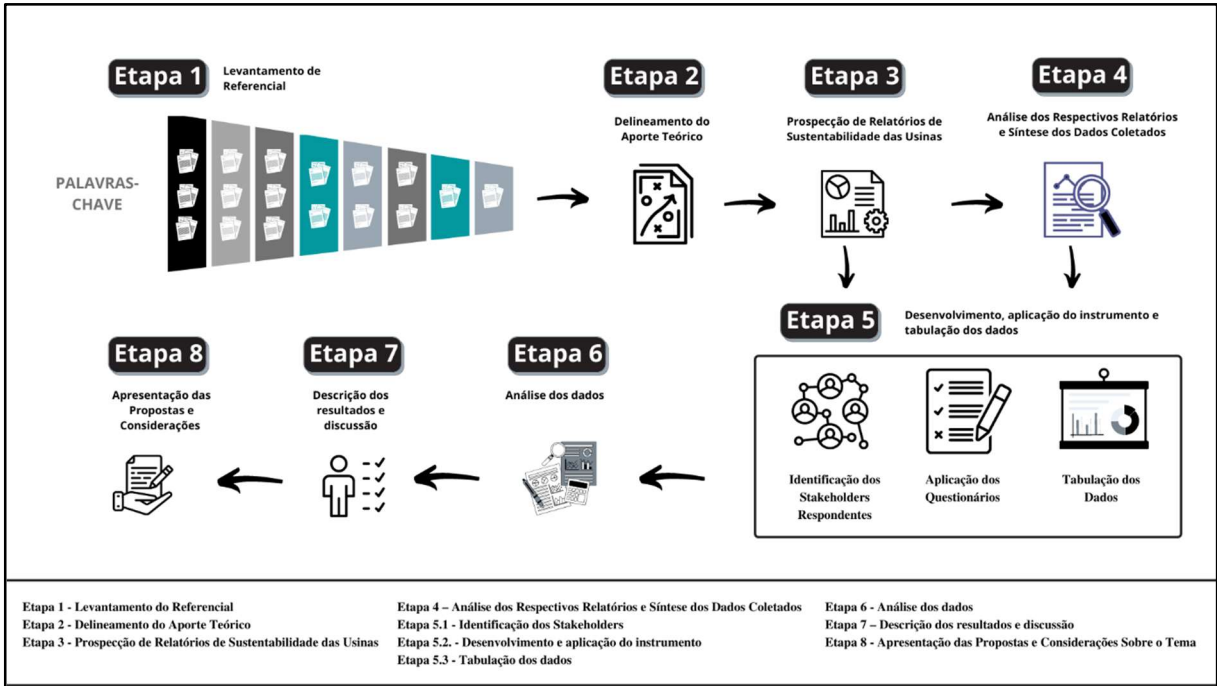 Etapa 1
Levantamento de
Referencial
PALAVRAS-
CHAVE
Etapa 2
Delineamento do
Aporte Teórico
Etapa 3
Prospecção de Relatórios de
Sustentabilidade das Usinas
Etapa 4
Análise dos Respectivos Relatórios
e Síntese dos Dados Coletados
Etapa 5
Desenvolvimento, aplicação do instrumento e
tabulação dos dados
Identificação dos
Stakeholders
Respondentes
Aplicação dos
Questionários
Tabulação dos
Dados
Etapa 6
Análise dos dados
Etapa 7
Descrição dos
resultados e
discussão
Etapa 8
Apresentação das
Propostas e
Considerações
Etapa 1 - Levantamento do Referencial
Etapa 2 - Delineamento do Aporte Teórico
Etapa 3 - Prospecção de Relatórios de Sustentabilidade das Usinas
Etapa 4 – Análise dos Respectivos Relatórios e Síntese dos Dados Coletados
Etapa 5.1 - Identificação dos Stakeholders
Etapa 5.2. - Desenvolvimento e aplicação do instrumento
Etapa 5.3 - Tabulação dos dados
Etapa 6 - Análise dos dados
Etapa 7 – Descrição dos resultados e discussão
Etapa 8 - Apresentação das Propostas e Considerações Sobre o Tema